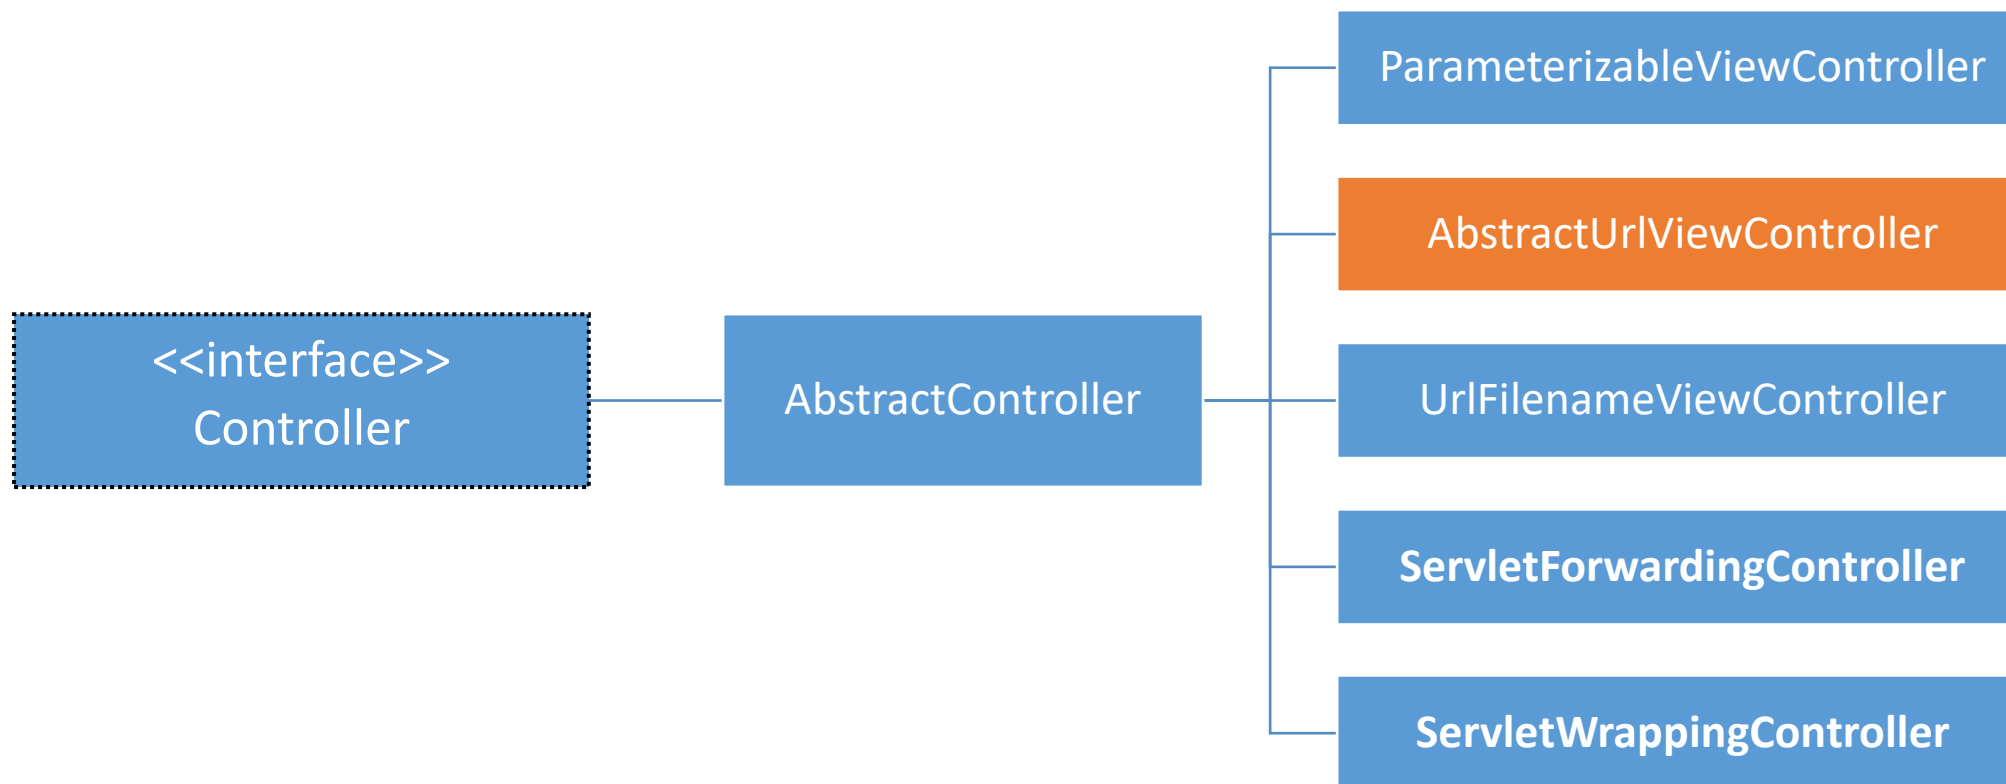 <<interface>>
Controller
AbstractController
ParameterizableViewController
AbstractUrlViewController
UrlFilenameViewController
ServletForwardingController
ServletWrappingController